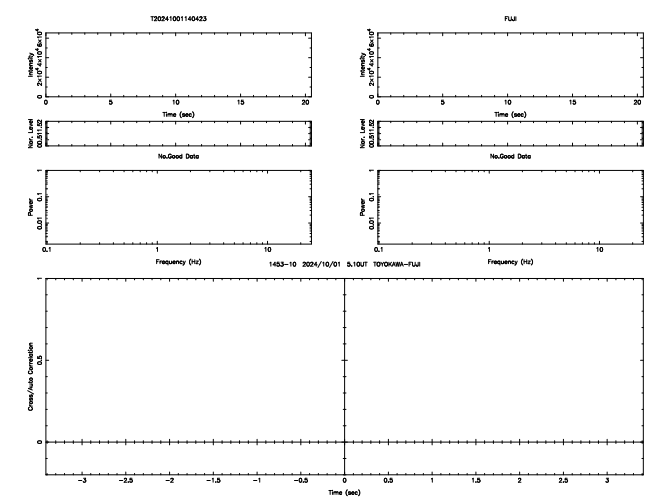 T20241001140423
FUJI
Intensity
0 2×10⁴ 4×10⁴ 6×10⁴
0 5 10 15 20
Time (sec)
Intensity
0 2×10⁴ 4×10⁴ 6×10⁴
0 5 10 15 20
Time (sec)
Nor. Level
00.511.52
Nor. Level
00.511.52
No.Good Data
No.Good Data
Power
0.01 0.1 1
0.1 1 10
Frequency (Hz)
Power
0.01 0.1 1
0.1 1 10
Frequency (Hz)
1453-10 2024/10/01 5.10UT TOYOKAWA-FUJI
Cross/Auto Correlation
0 0.5 1
-3 -2.5 -2 -1.5 -1 -0.5 0 0.5 1 1.5 2 2.5 3
Time (sec)